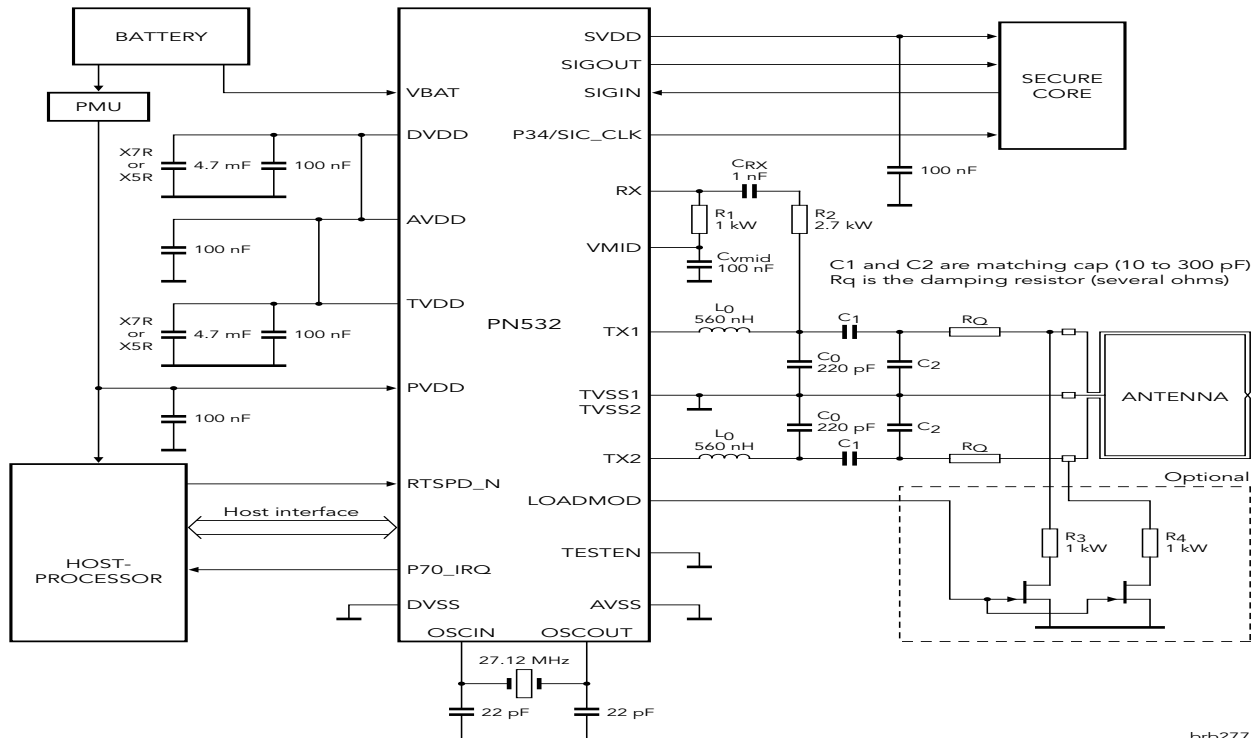 BATTERY
PMU
VBAT
DVDD
X7R
or
X5R
4.7 mF
100 nF
AVDD
100 nF
TVDD
X7R
or
X5R
4.7 mF
100 nF
PVDD
100 nF
HOST-
PROCESSOR
RTSPD_N
Host interface
P70_IRQ
DVSS
OSCIN
OSCOUT
27.12 MHz
22 pF
22 pF
PN532
SVDD
SIGOUT
SIGIN
P34/SIC_CLK
SECURE
CORE
100 nF
RX
CRX
1 nF
R1
1 kW
R2
2.7 kW
VMID
Cvmid
100 nF
C1 and C2 are matching cap (10 to 300 pF)
Rq is the damping resistor (several ohms)
TX1
L0
560 nH
C1
RQ
C0
220 pF
C2
TVSS1
TVSS2
ANTENNA
C0
220 pF
C2
TX2
L0
560 nH
C1
RQ
Optional
LOADMOD
R3
1 kW
R4
1 kW
TESTEN
AVSS
brb277